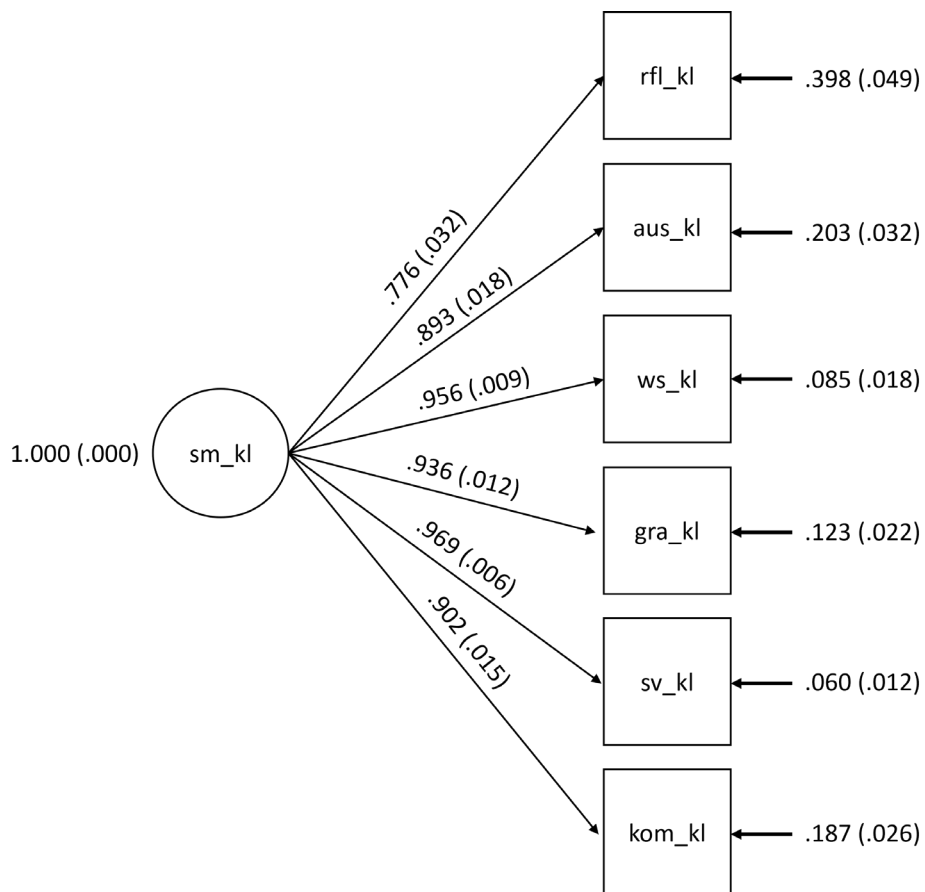 rfl_kl
.398 (.049)
.776 (.032)
aus_kl
.203 (.032)
.893 (.018)
ws_kl
.085 (.018)
.956 (.009)
1.000 (.000)
sm_kl
.936 (.012)
gra_kl
.123 (.022)
.969 (.006)
sv_kl
.060 (.012)
.902 (.015)
kom_kl
.187 (.026)